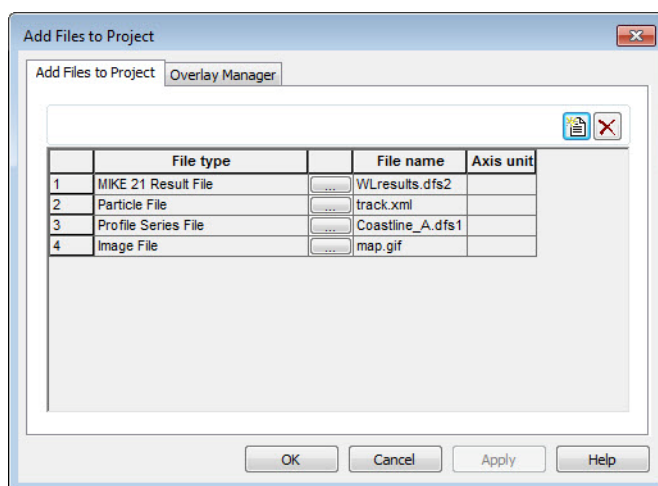 Add Files to Project
Add Files to Project Overlay Manager
File type File name Axis unit
1 MIKE 21 Result File ... WLresults.dfs2
2 Particle File ... track.xml
3 Profile Series File ... Coastline_A.dfs1
4 Image File ... map.gif
OK Cancel Apply Help